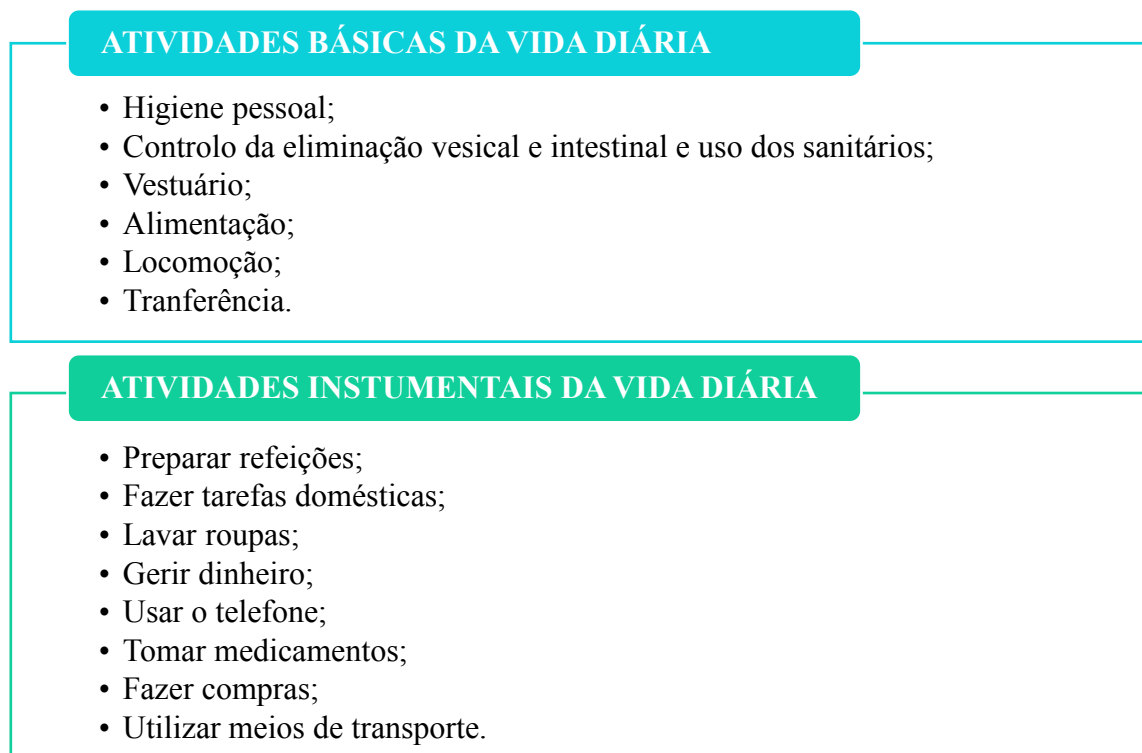 ATIVIDADES BÁSICAS DA VIDA DIÁRIA
• Higiene pessoal;
• Controlo da eliminação vesical e intestinal e uso dos sanitários;
• Vestuário;
• Alimentação;
• Locomoção;
• Tranferência.
ATIVIDADES INSTUMENTAIS DA VIDA DIÁRIA
• Preparar refeições;
• Fazer tarefas domésticas;
• Lavar roupas;
• Gerir dinheiro;
• Usar o telefone;
• Tomar medicamentos;
• Fazer compras;
• Utilizar meios de transporte.